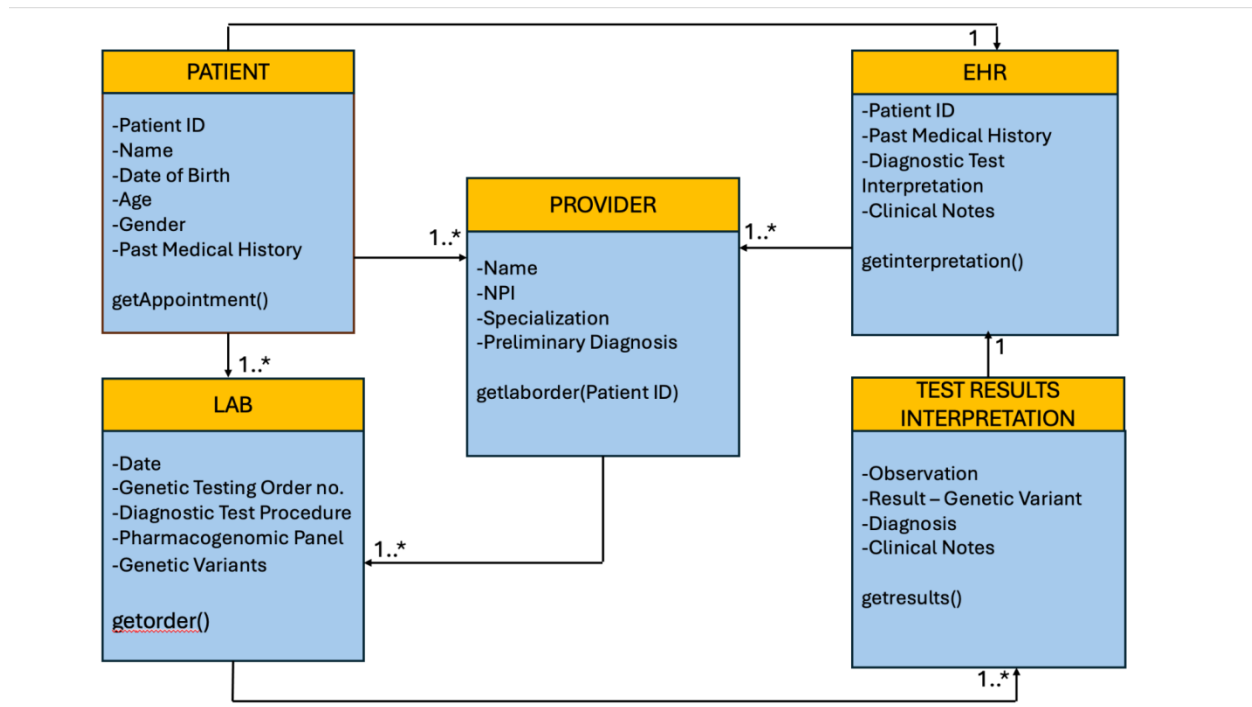 PATIENT
-Patient ID
-Name
-Date of Birth
-Age
-Gender
-Past Medical History
getAppointment()
1
EHR
-Patient ID
-Past Medical History
-Diagnostic Test
Interpretation
-Clinical Notes
getinterpretation()
1..*
PROVIDER
1..*
-Name
-NPI
-Specialization
-Preliminary Diagnosis
getlaborder(Patient ID)
1..*
LAB
-Date
-Genetic Testing Order no.
-Diagnostic Test Procedure
-Pharmacogenomic Panel
-Genetic Variants
getorder()
1..*
1
TEST RESULTS
INTERPRETATION
-Observation
-Result – Genetic Variant
-Diagnosis
-Clinical Notes
getresults()
1..*